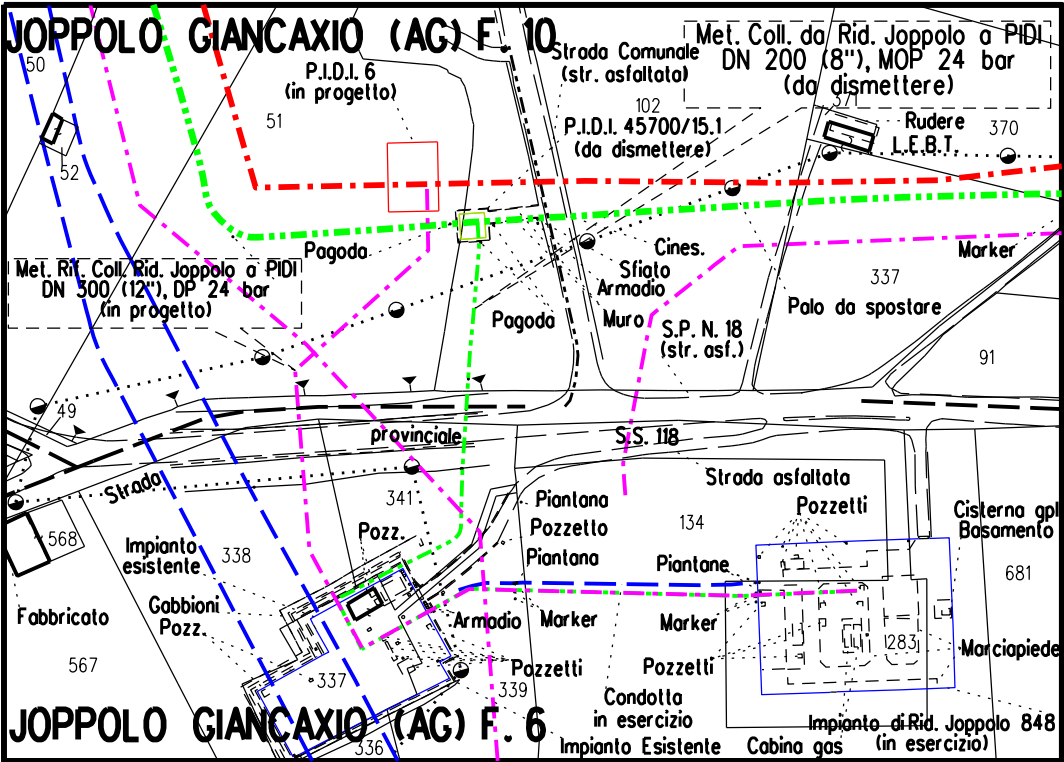 JOPPOLO GIANCAXIO (AG) F. 10
Met. Coll. da Rid. Joppolo a PIDI
DN 200 (8"), MOP 24 bar
(da dismettere)
Strada Comunale
(str. asfaltata)
50
P.I.D.I. 6
(in progetto)
51
102
371
P.I.D.I. 45700/15.1
(da dismettere)
Rudere
L.E.B.T.
370
52
Pagoda
Cines.
Marker
Sfiato
Armadio
337
Met. Rif. Coll. Rid. Joppolo a PIDI
DN 300 (12"), DP 24 bar
(in progetto)
Pagoda
Muro
Palo da spostare
S.P. N. 18
(str. asf.)
91
49
provinciale
S.S. 118
Strada
Strada asfaltata
341
Piantana
Pozzetti
Cisterna gpl
Basamento
134
Pozzetto
Pozz.
568
Impianto
esistente
338
Piantana
Piantane
681
Fabbricato
Gabbioni
Pozz.
Armadio
Marker
Marker
283
Marciapiede
567
Pozzetti
Pozzetti
337
339
Condotta
in esercizio
JOPPOLO GIANCAXIO (AG) F. 6
336
Impianto Esistente
Cabina gas
Impianto di Rid. Joppolo 848
(in esercizio)